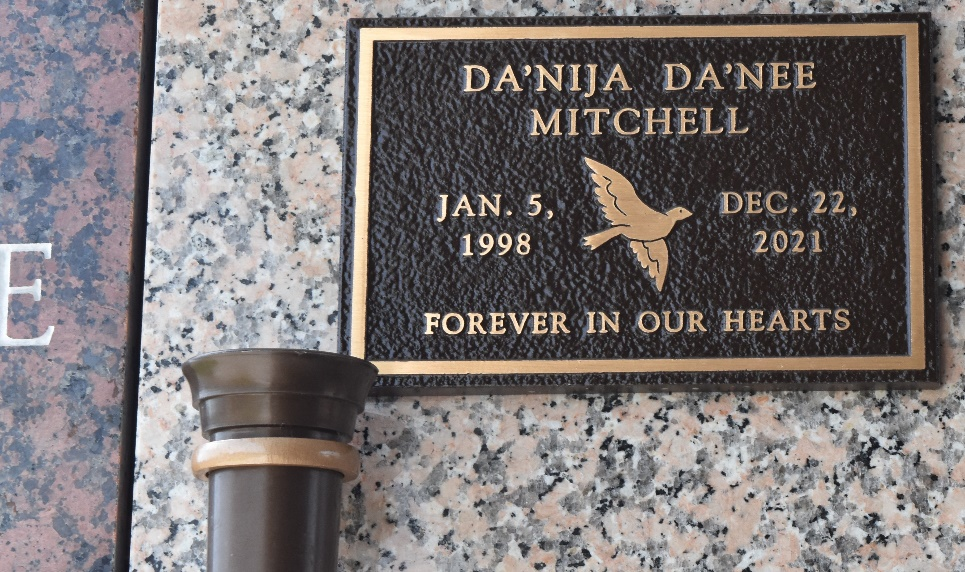 DA'NIJA DA'NEE
MITCHELL
JAN. 5,
1998
DEC. 22,
2021
FOREVER IN OUR HEARTS
E